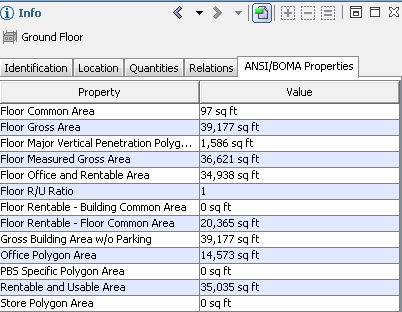 Info
Ground Floor
Identification Location Quantities Relations ANSI/BOMA Properties
Property Value
Floor Common Area 97 sq ft
Floor Gross Area 39,177 sq ft
Floor Major Vertical Penetration Polyg... 1,586 sq ft
Floor Measured Gross Area 36,621 sq ft
Floor Office and Rentable Area 34,938 sq ft
Floor R/U Ratio 1
Floor Rentable - Building Common Area 0 sq ft
Floor Rentable - Floor Common Area 20,365 sq ft
Gross Building Area w/o Parking 39,177 sq ft
Office Polygon Area 14,573 sq ft
PBS Specific Polygon Area 0 sq ft
Rentable and Usable Area 35,035 sq ft
Store Polygon Area 0 sq ft